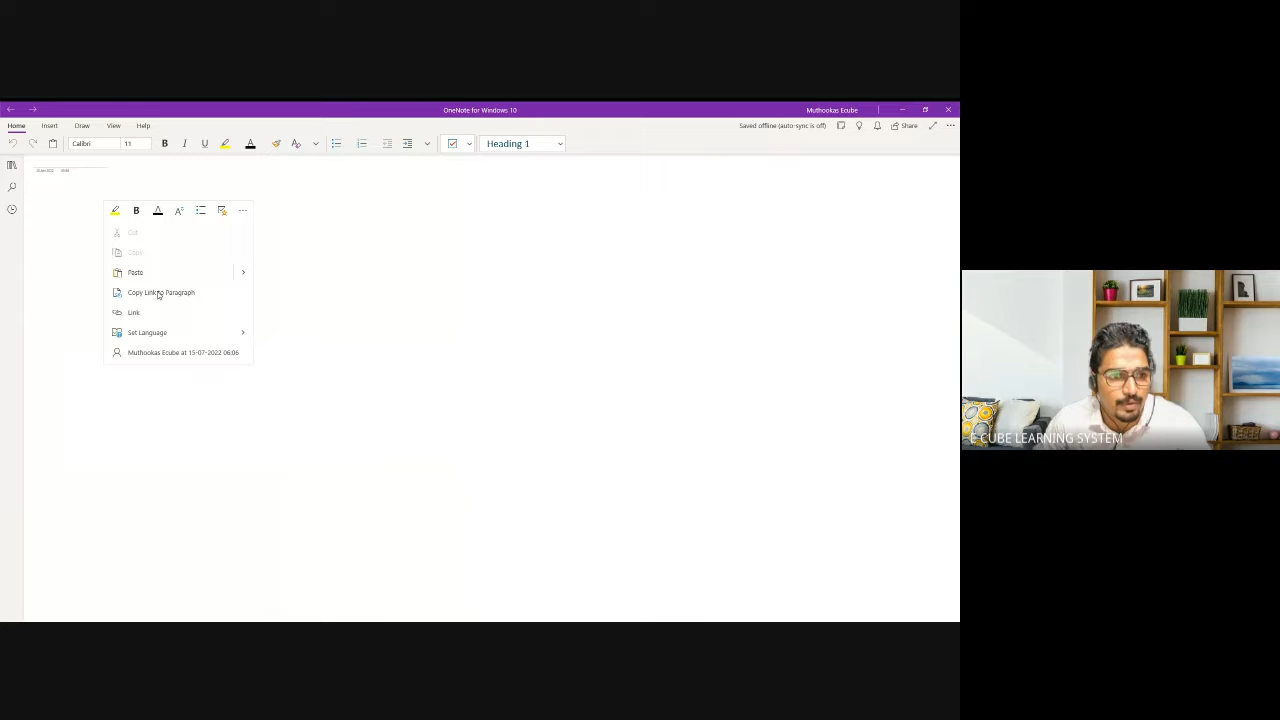 OneNote for Windows 10
Muthookas Ecube
Home Insert Draw View Help
Saved offline (auto-sync is off)
Share
Calibri 11 B I U A Heading 1
B A
Cut
Copy
Paste
Copy Link to Paragraph
Link
Set Language
Muthookas Ecube at 15-07-2022 06:06
E CUBE LEARNING SYSTEM